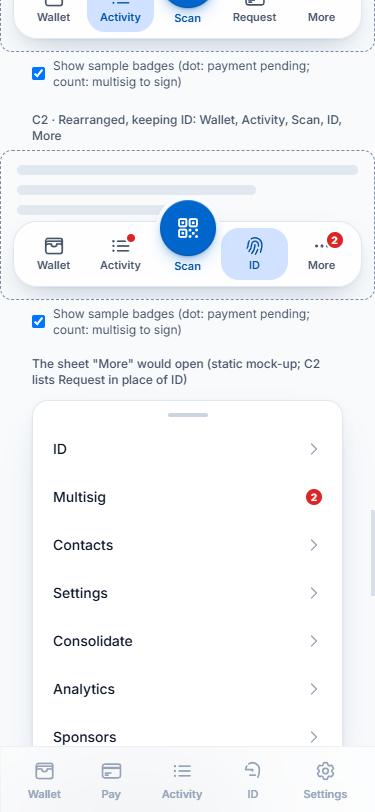 Wallet
Activity
Scan
Request
More
Show sample badges (dot: payment pending;
count: multisig to sign)
C2 · Rearranged, keeping ID: Wallet, Activity, Scan, ID,
More
Wallet
Activity
Scan
ID
2
More
Show sample badges (dot: payment pending;
count: multisig to sign)
The sheet "More" would open (static mock-up; C2
lists Request in place of ID)
ID
Multisig
2
Contacts
Settings
Consolidate
Analytics
Sponsors
Wallet
Pay
Activity
ID
Settings